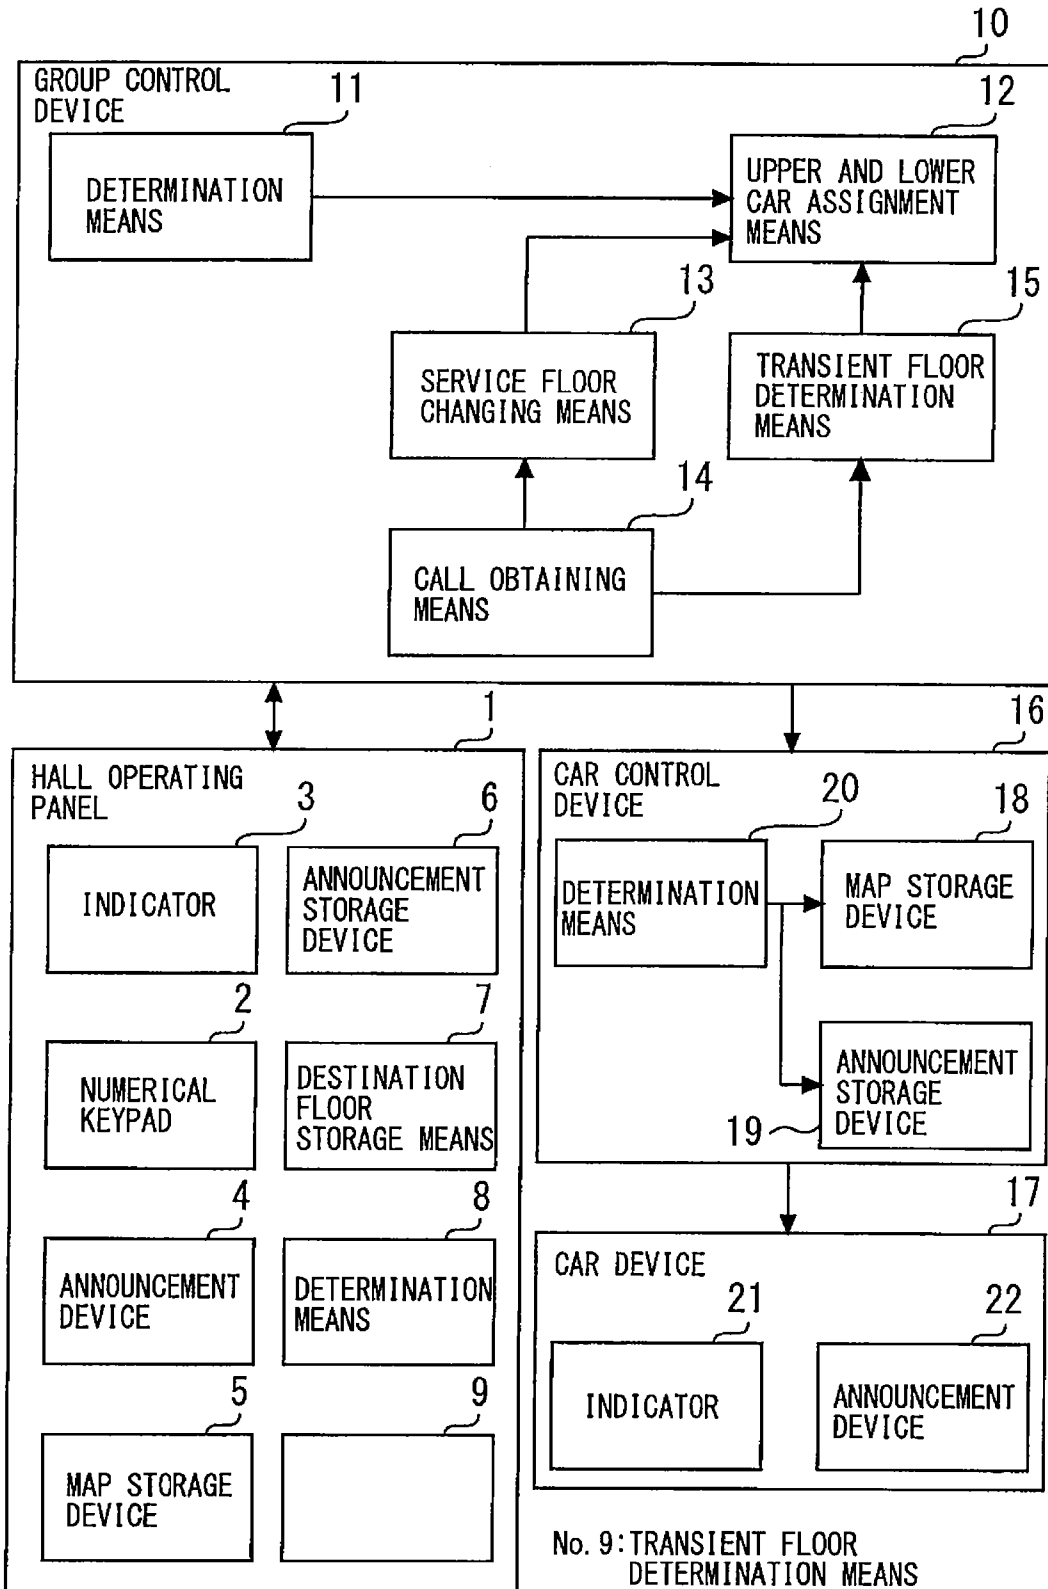 10
GROUP CONTROL
DEVICE
11
12
DETERMINATION
MEANS
UPPER AND LOWER
CAR ASSIGNMENT
MEANS
13
15
SERVICE FLOOR
CHANGING MEANS
TRANSIENT FLOOR
DETERMINATION
MEANS
14
CALL OBTAINING
MEANS
1
16
HALL OPERATING
PANEL
3
6
INDICATOR
ANNOUNCEMENT
STORAGE
DEVICE
2
7
NUMERICAL
KEYPAD
DESTINATION
FLOOR
STORAGE MEANS
4
8
ANNOUNCEMENT
DEVICE
DETERMINATION
MEANS
5
9
MAP STORAGE
DEVICE
CAR CONTROL
DEVICE
20
18
DETERMINATION
MEANS
MAP STORAGE
DEVICE
19
ANNOUNCEMENT
STORAGE
DEVICE
17
CAR DEVICE
21
22
INDICATOR
ANNOUNCEMENT
DEVICE
No. 9:TRANSIENT FLOOR
DETERMINATION MEANS